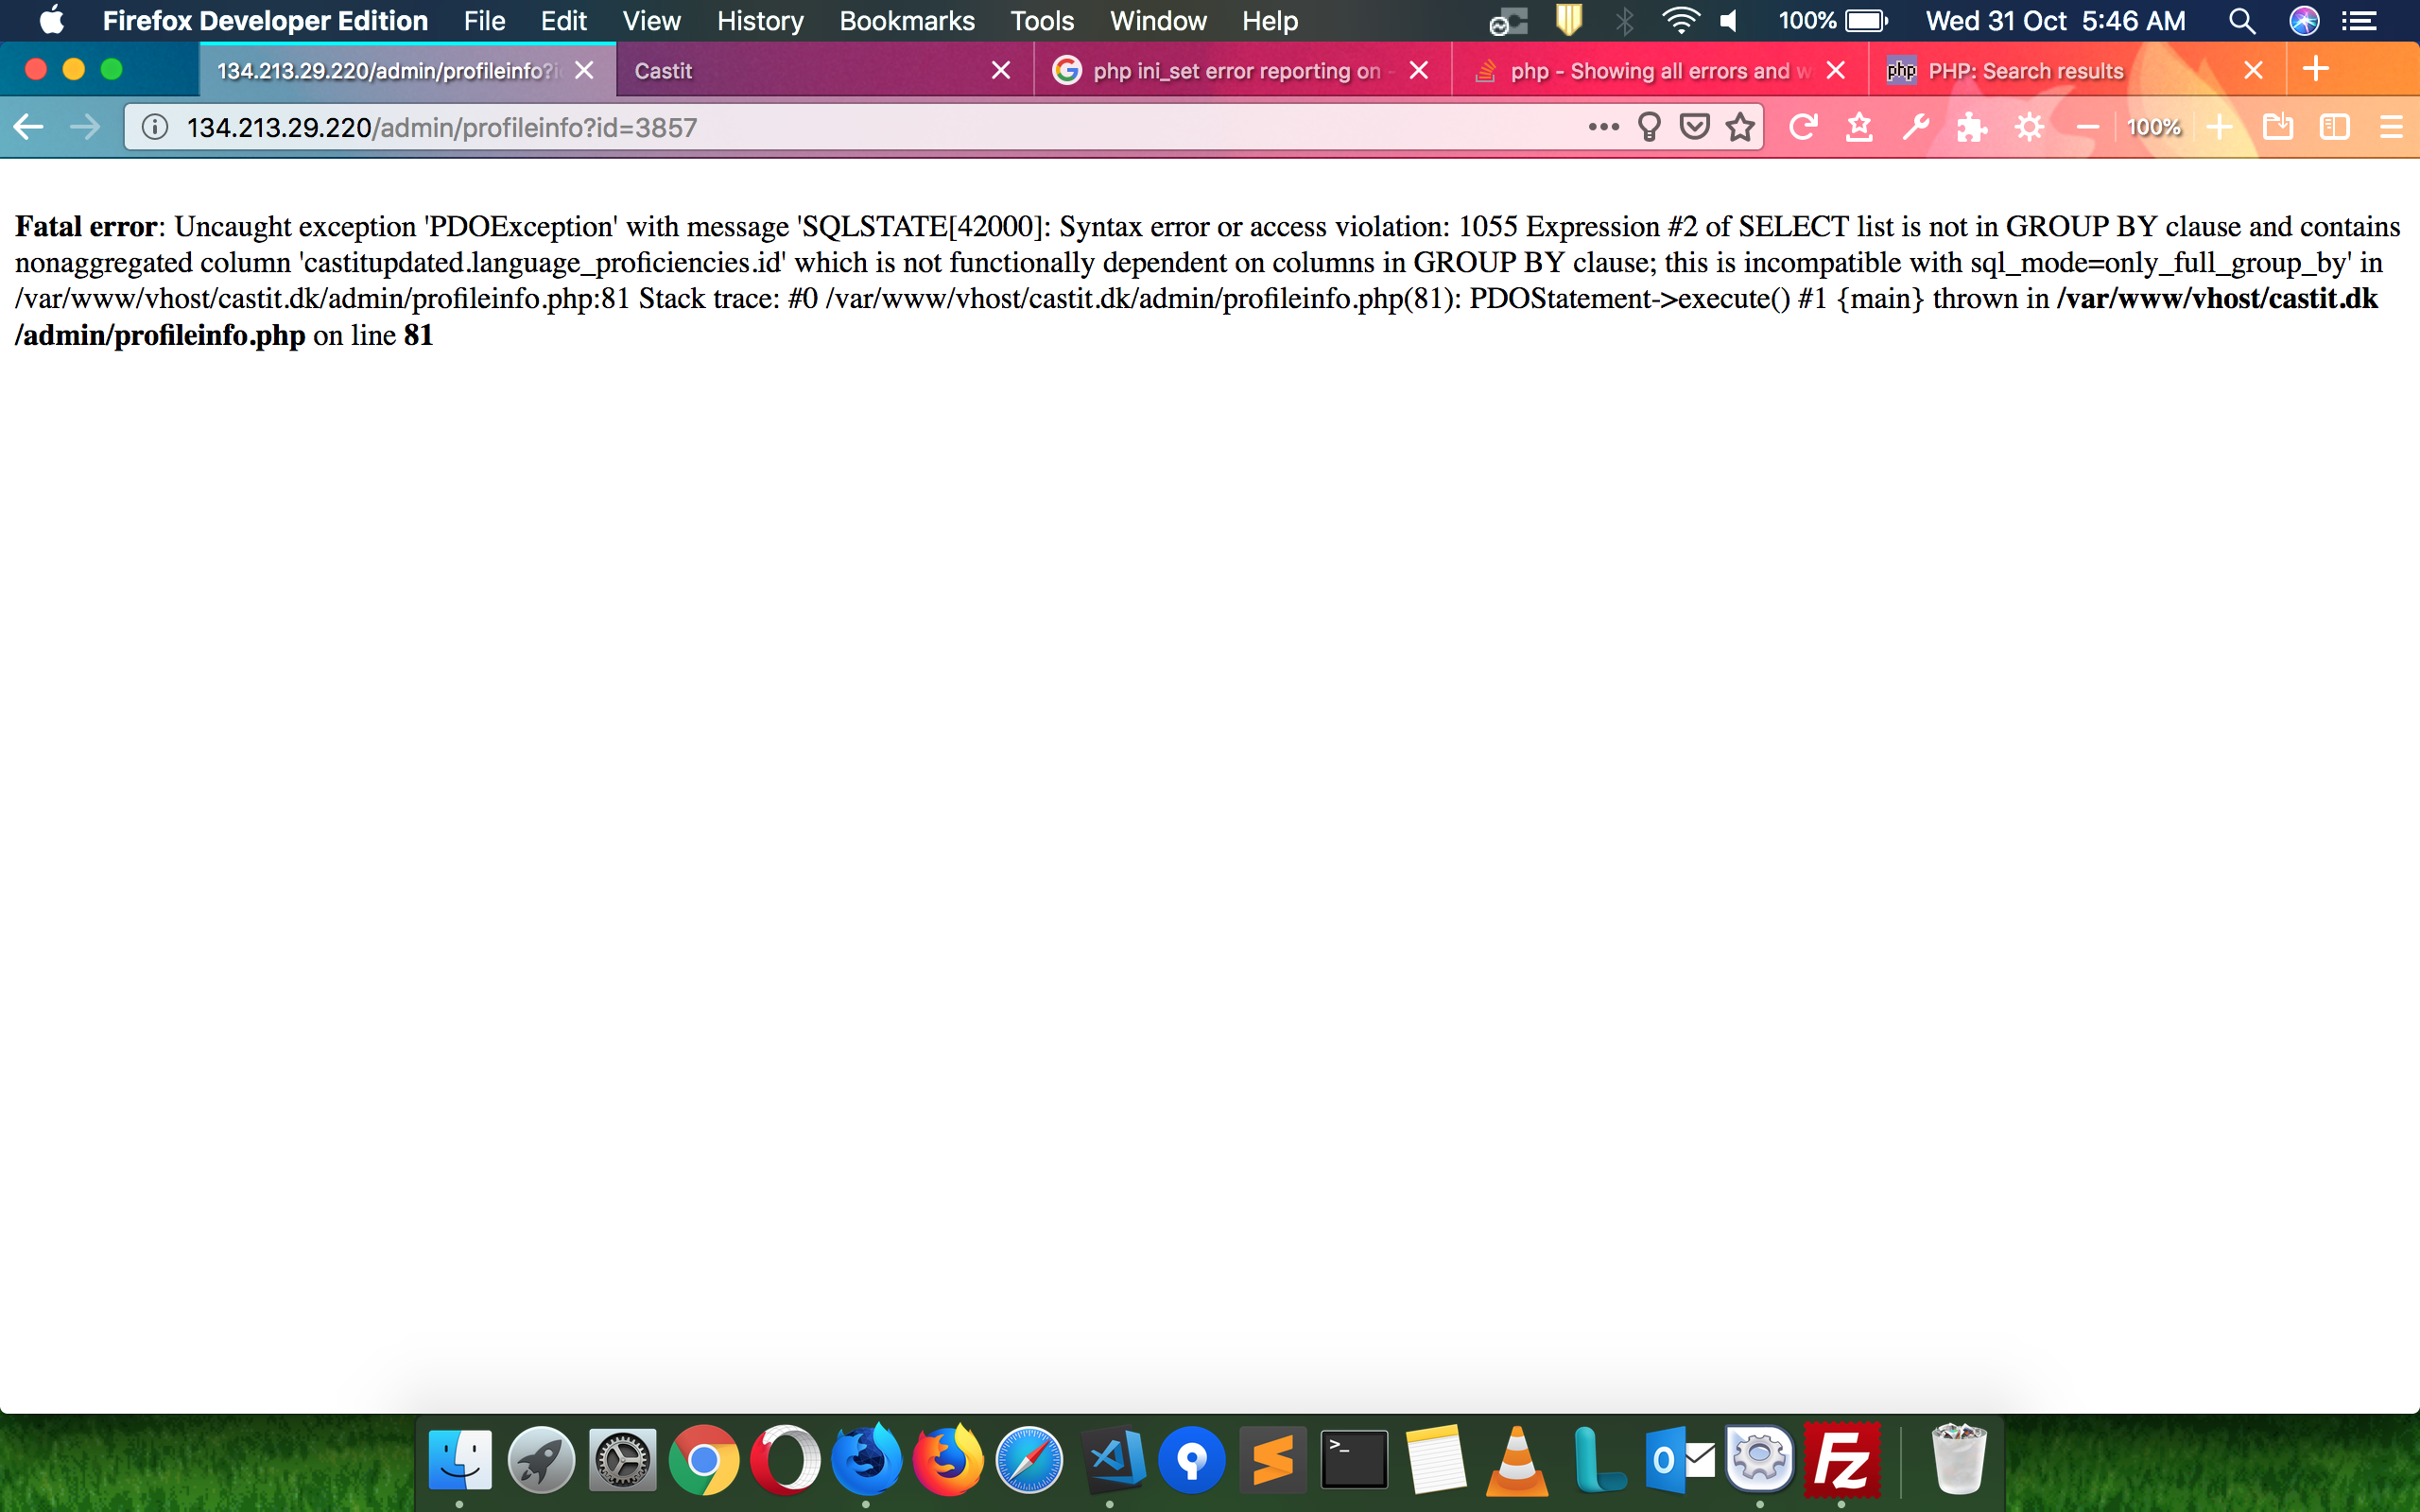 Firefox Developer Edition File Edit View History Bookmarks Tools Window Help 100% Wed 31 Oct 5:46 AM
134.213.29.220/admin/profileinfo?i Castit php ini_set error reporting on - php - Showing all errors and w php PHP: Search results
134.213.29.220/admin/profileinfo?id=3857 100%
Fatal error: Uncaught exception 'PDOException' with message 'SQLSTATE[42000]: Syntax error or access violation: 1055 Expression #2 of SELECT list is not in GROUP BY clause and contains
nonaggregated column 'castitupdated.language_proficiencies.id' which is not functionally dependent on columns in GROUP BY clause; this is incompatible with sql_mode=only_full_group_by' in
/var/www/vhost/castit.dk/admin/profileinfo.php:81 Stack trace: #0 /var/www/vhost/castit.dk/admin/profileinfo.php(81): PDOStatement->execute() #1 {main} thrown in /var/www/vhost/castit.dk
/admin/profileinfo.php on line 81